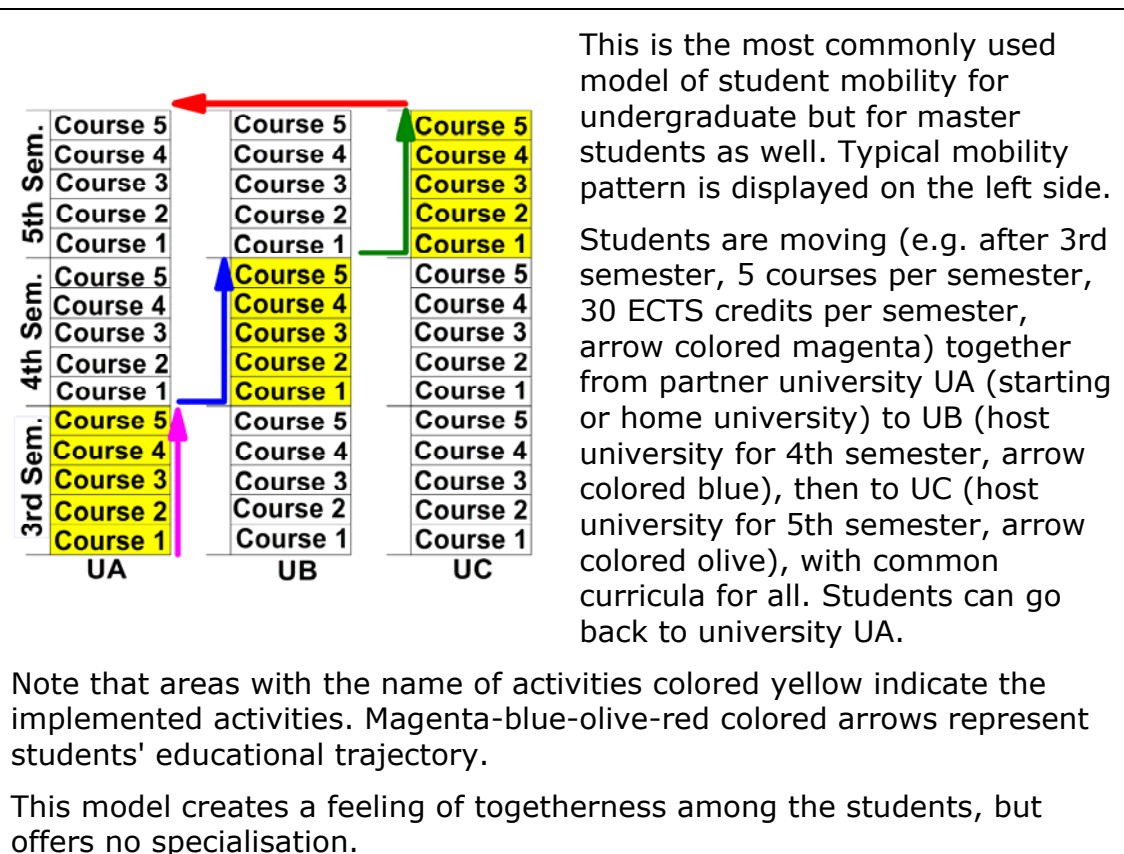 5th Sem.
Course 5
Course 4
Course 3
Course 2
Course 1
4th Sem.
Course 5
Course 4
Course 3
Course 2
Course 1
3rd Sem.
Course 5
Course 4
Course 3
Course 2
Course 1
UA
Course 5
Course 4
Course 3
Course 2
Course 1
Course 5
Course 4
Course 3
Course 2
Course 1
Course 5
Course 4
Course 3
Course 2
Course 1
UB
Course 5
Course 4
Course 3
Course 2
Course 1
Course 5
Course 4
Course 3
Course 2
Course 1
Course 5
Course 4
Course 3
Course 2
Course 1
UC
This is the most commonly used
model of student mobility for
undergraduate but for master
students as well. Typical mobility
pattern is displayed on the left side.
Students are moving (e.g. after 3rd
semester, 5 courses per semester,
30 ECTS credits per semester,
arrow colored magenta) together
from partner university UA (starting
or home university) to UB (host
university for 4th semester, arrow
colored blue), then to UC (host
university for 5th semester, arrow
colored olive), with common
curricula for all. Students can go
back to university UA.
Note that areas with the name of activities colored yellow indicate the
implemented activities. Magenta-blue-olive-red colored arrows represent
students' educational trajectory.
This model creates a feeling of togetherness among the students, but
offers no specialisation.